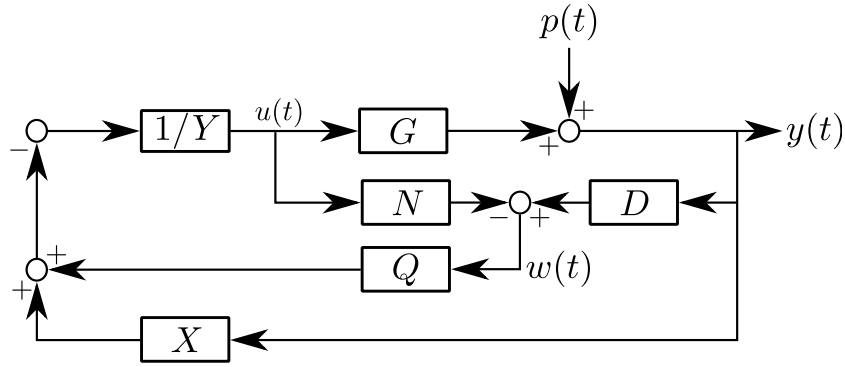 p(t)
+
1/Y
u(t)
G
+
y(t)
−
N
−
+
D
+
Q
w(t)
+
X